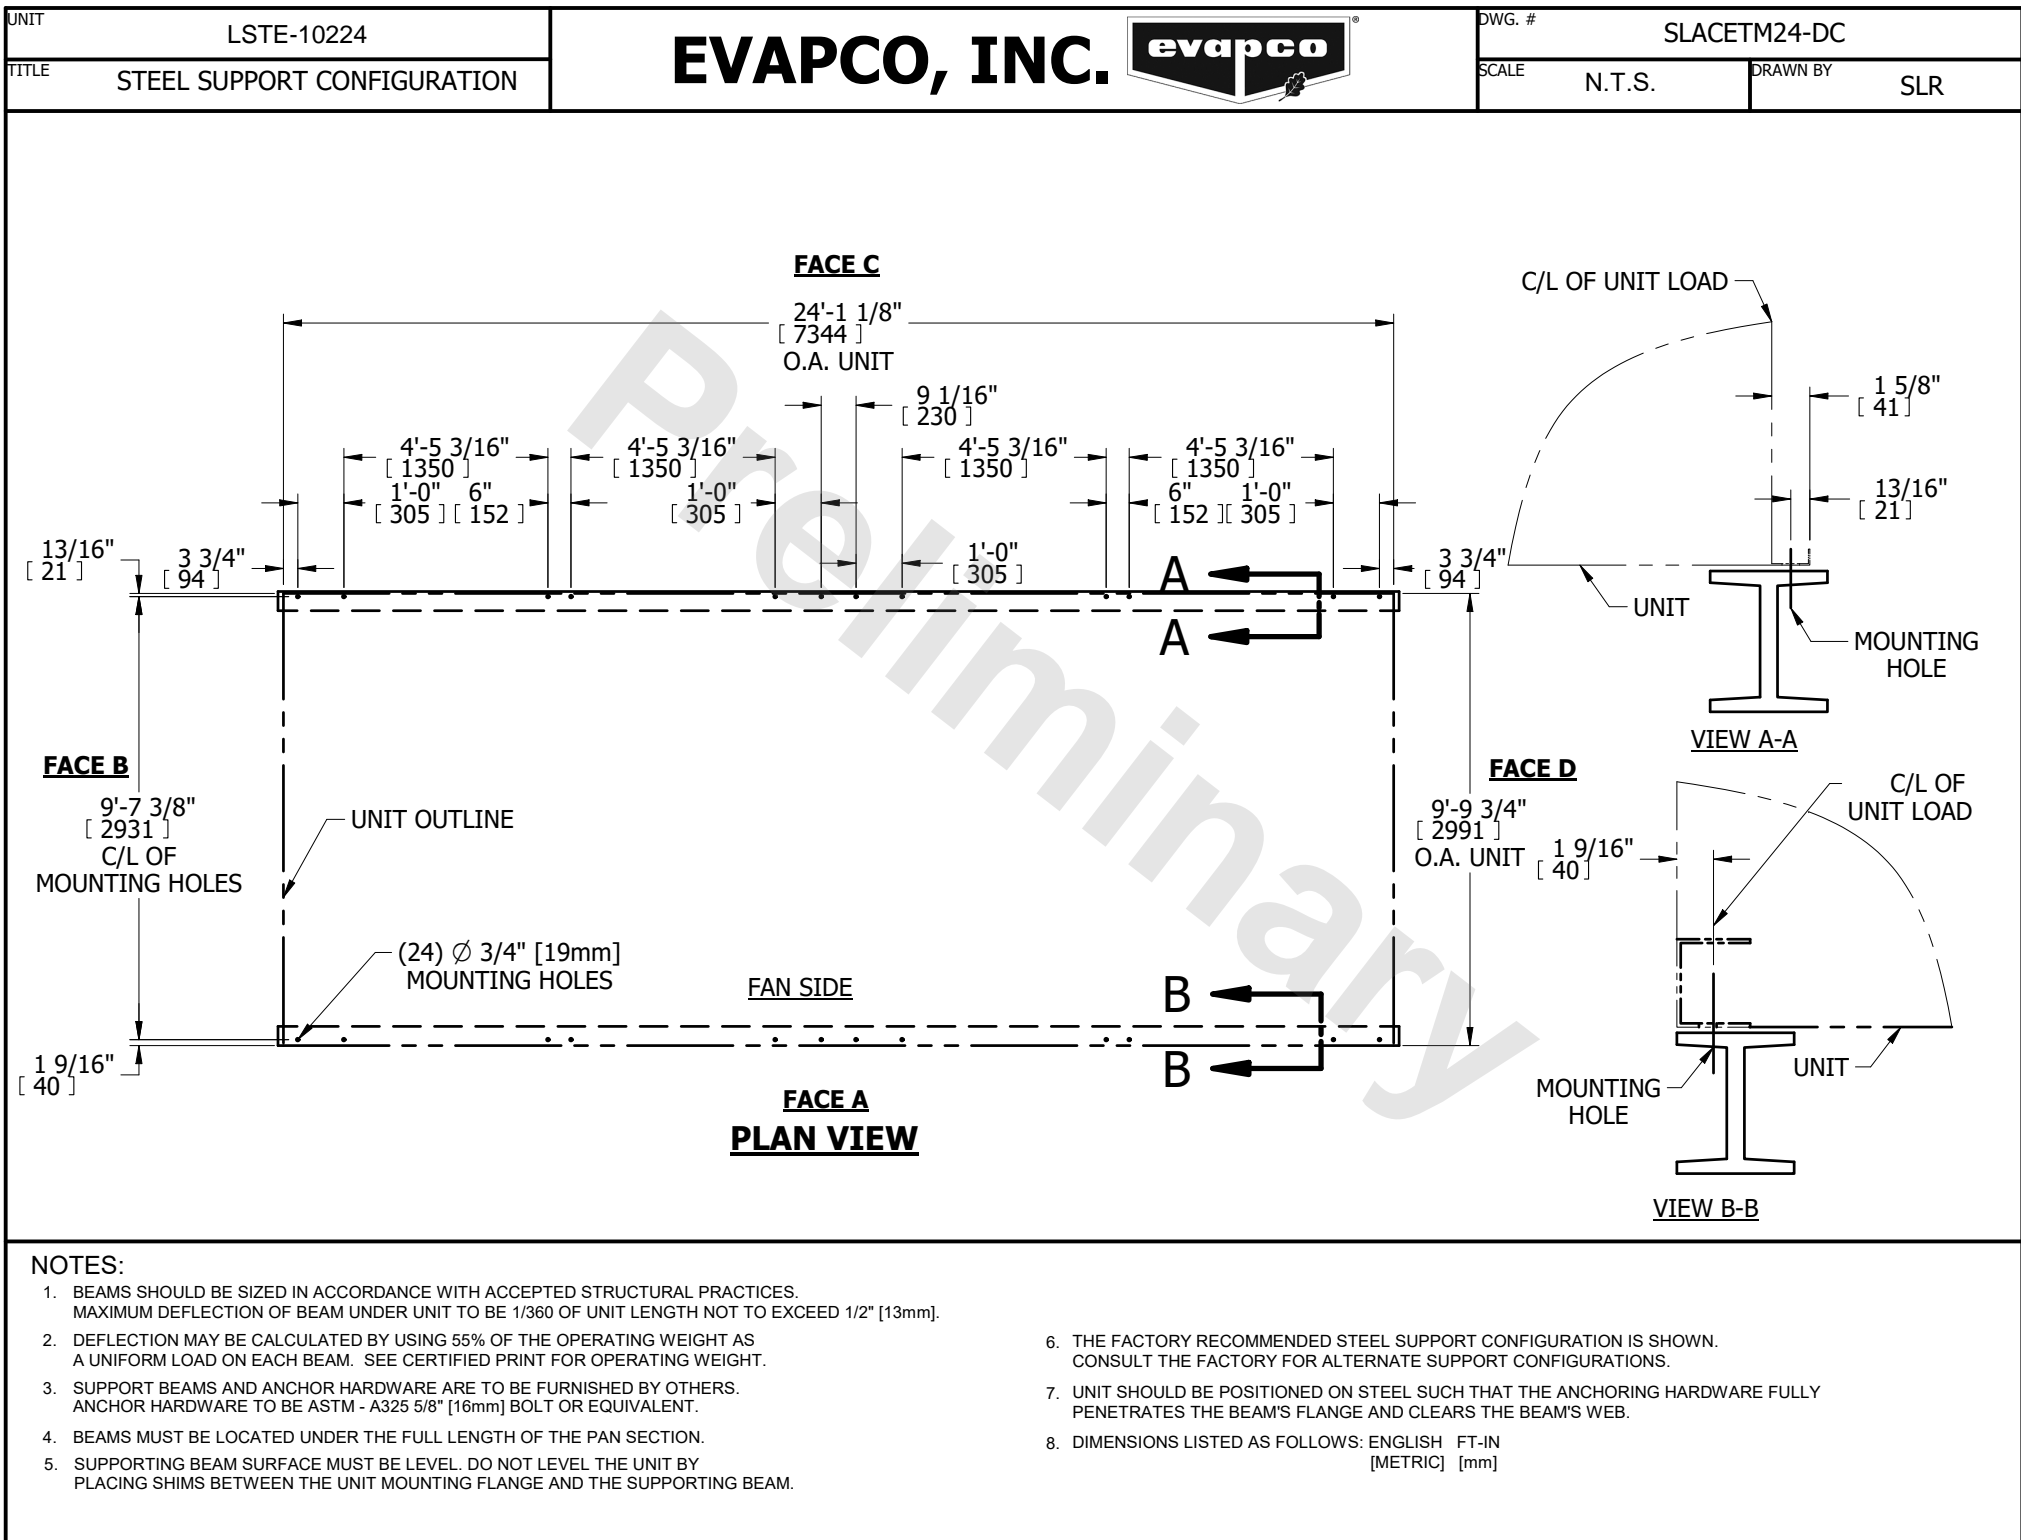 UNIT
LSTE-10224
TITLE
STEEL SUPPORT CONFIGURATION
EVAPCO, INC.
evapco
®
DWG. #
SLACETM24-DC
SCALE
N.T.S.
DRAWN BY
SLR
FACE C
24'-1 1/8"
[ 7344 ]
O.A. UNIT
9 1/16"
[ 230 ]
4'-5 3/16"
[ 1350 ]
4'-5 3/16"
[ 1350 ]
4'-5 3/16"
[ 1350 ]
4'-5 3/16"
[ 1350 ]
1'-0"
[ 305 ]
6"
[ 152 ]
1'-0"
[ 305 ]
6"
[ 152 ]
1'-0"
[ 305 ]
13/16"
[ 21 ]
3 3/4"
[ 94 ]
1'-0"
[ 305 ]
3 3/4"
[ 94 ]
A
A
FACE B
9'-7 3/8"
[ 2931 ]
C/L OF
MOUNTING HOLES
UNIT OUTLINE
FACE D
9'-9 3/4"
[ 2991 ]
O.A. UNIT
(24) Ø 3/4" [19mm]
MOUNTING HOLES
FAN SIDE
B
B
1 9/16"
[ 40 ]
FACE A
PLAN VIEW
Preliminary
C/L OF UNIT LOAD
1 5/8"
[ 41 ]
13/16"
[ 21 ]
UNIT
MOUNTING
HOLE
VIEW A-A
C/L OF
UNIT LOAD
1 9/16"
[ 40 ]
UNIT
MOUNTING
HOLE
VIEW B-B
NOTES:
1. BEAMS SHOULD BE SIZED IN ACCORDANCE WITH ACCEPTED STRUCTURAL PRACTICES.
MAXIMUM DEFLECTION OF BEAM UNDER UNIT TO BE 1/360 OF UNIT LENGTH NOT TO EXCEED 1/2" [13mm].
2. DEFLECTION MAY BE CALCULATED BY USING 55% OF THE OPERATING WEIGHT AS
A UNIFORM LOAD ON EACH BEAM. SEE CERTIFIED PRINT FOR OPERATING WEIGHT.
3. SUPPORT BEAMS AND ANCHOR HARDWARE ARE TO BE FURNISHED BY OTHERS.
ANCHOR HARDWARE TO BE ASTM - A325 5/8" [16mm] BOLT OR EQUIVALENT.
4. BEAMS MUST BE LOCATED UNDER THE FULL LENGTH OF THE PAN SECTION.
5. SUPPORTING BEAM SURFACE MUST BE LEVEL. DO NOT LEVEL THE UNIT BY
PLACING SHIMS BETWEEN THE UNIT MOUNTING FLANGE AND THE SUPPORTING BEAM.
6. THE FACTORY RECOMMENDED STEEL SUPPORT CONFIGURATION IS SHOWN.
CONSULT THE FACTORY FOR ALTERNATE SUPPORT CONFIGURATIONS.
7. UNIT SHOULD BE POSITIONED ON STEEL SUCH THAT THE ANCHORING HARDWARE FULLY
PENETRATES THE BEAM'S FLANGE AND CLEARS THE BEAM'S WEB.
8. DIMENSIONS LISTED AS FOLLOWS: ENGLISH FT-IN
[METRIC] [mm]